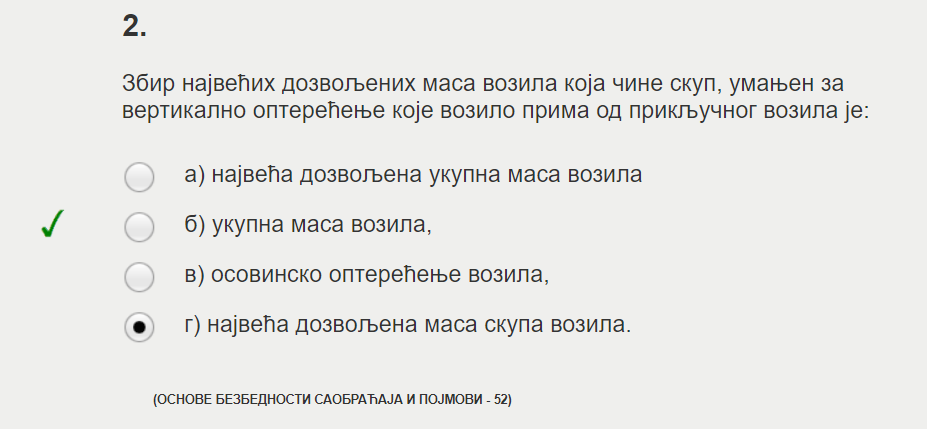 2.
Збир највећих дозвољених маса возила која чине скуп, умањен за
вертикално оптерећење које возило прима од прикључног возила је:
а) највећа дозвољена укупна маса возила
б) укупна маса возила,
в) осовинско оптерећење возила,
г) највећа дозвољена маса скупа возила.
(ОСНОВЕ БЕЗБЕДНОСТИ САОБРАЋАЈА И ПОЈМОВИ - 52)